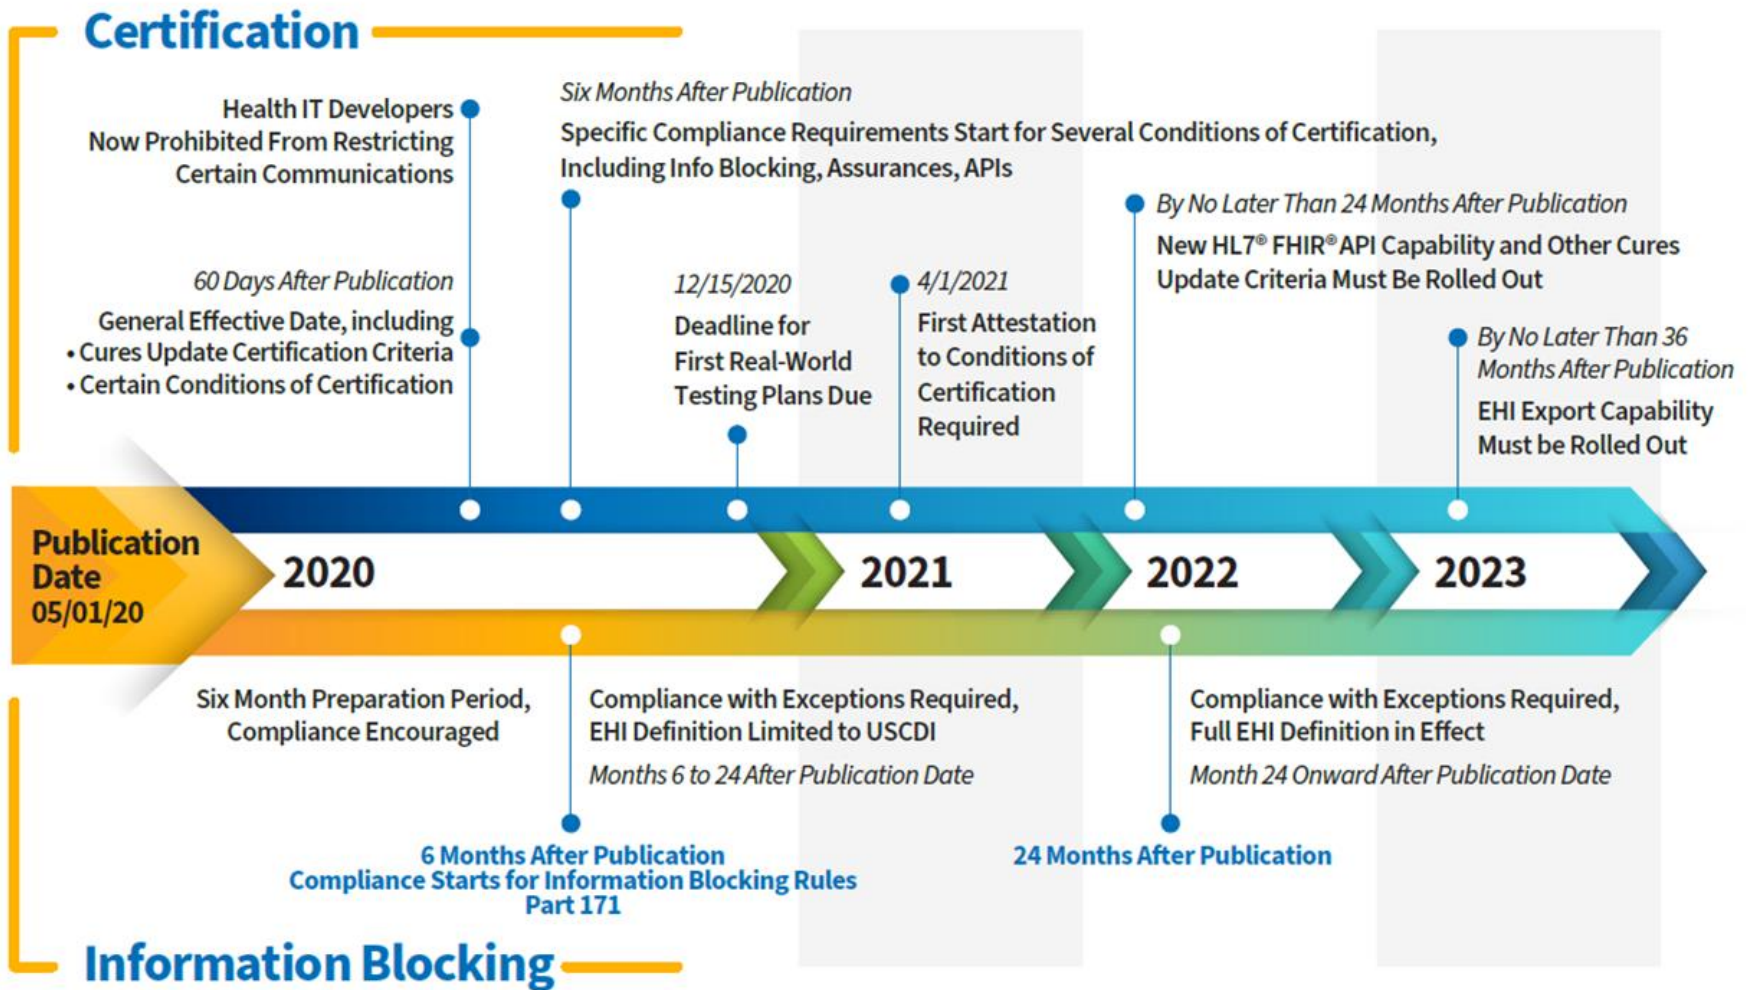 Certification
Health IT Developers
Now Prohibited From Restricting
Certain Communications
60 Days After Publication
General Effective Date, including
• Cures Update Certification Criteria
• Certain Conditions of Certification
Six Months After Publication
Specific Compliance Requirements Start for Several Conditions of Certification,
Including Info Blocking, Assurances, APIs
12/15/2020
Deadline for
First Real-World
Testing Plans Due
4/1/2021
First Attestation
to Conditions of
Certification
Required
By No Later Than 24 Months After Publication
New HL7® FHIR® API Capability and Other Cures
Update Criteria Must Be Rolled Out
By No Later Than 36
Months After Publication
EHI Export Capability
Must be Rolled Out
Publication
Date
05/01/20
2020
2021
2022
2023
Six Month Preparation Period,
Compliance Encouraged
Compliance with Exceptions Required,
EHI Definition Limited to USCDI
Months 6 to 24 After Publication Date
6 Months After Publication
Compliance Starts for Information Blocking Rules
Part 171
Compliance with Exceptions Required,
Full EHI Definition in Effect
Month 24 Onward After Publication Date
24 Months After Publication
Information Blocking